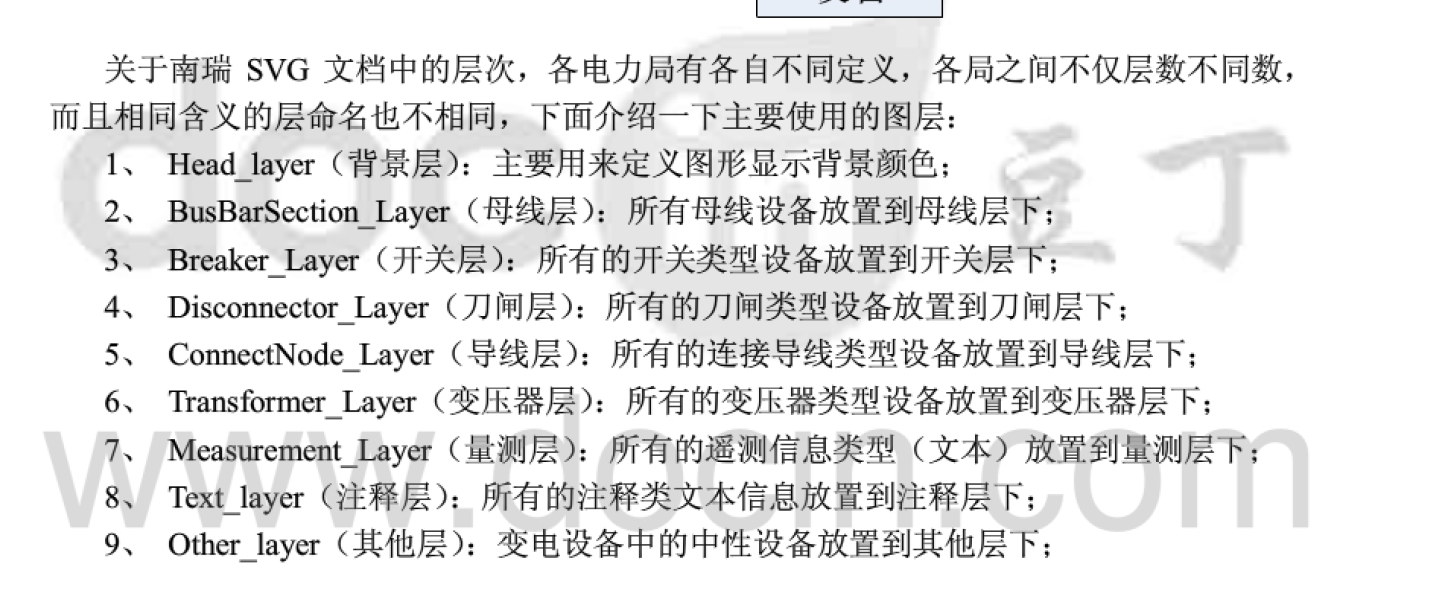 关于南瑞 SVG 文档中的层次，各电力局有各自不同定义，各局之间不仅层数不同数，
而且相同含义的层命名也不相同，下面介绍一下主要使用的图层：
1、 Head_layer（背景层）：主要用来定义图形显示背景颜色；
2、 BusBarSection_Layer（母线层）：所有母线设备放置到母线层下；
3、 Breaker_Layer（开关层）：所有的开关类型设备放置到开关层下；
4、 Disconnector_Layer（刀闸层）：所有的刀闸类型设备放置到刀闸层下；
5、 ConnectNode_Layer（导线层）：所有的连接导线类型设备放置到导线层下；
6、 Transformer_Layer（变压器层）：所有的变压器类型设备放置到变压器层下；
7、 Measurement_Layer（量测层）：所有的遥测信息类型（文本）放置到量测层下；
8、 Text_layer（注释层）：所有的注释类文本信息放置到注释层下；
9、 Other_layer（其他层）：变电设备中的中性设备放置到其他层下；
docin 豆丁
www.docin.com